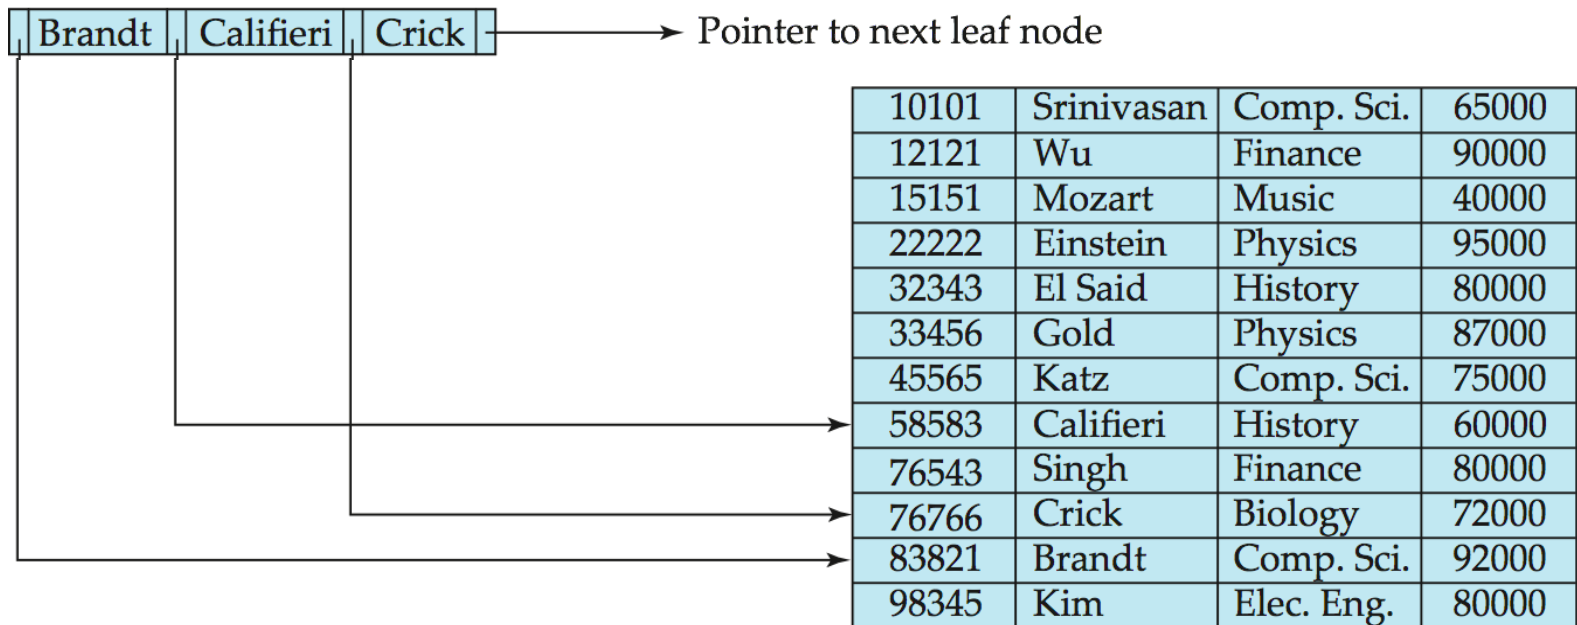 Brandt Califieri Crick Pointer to next leaf node
10101 Srinivasan Comp. Sci. 65000
12121 Wu Finance 90000
15151 Mozart Music 40000
22222 Einstein Physics 95000
32343 El Said History 80000
33456 Gold Physics 87000
45565 Katz Comp. Sci. 75000
58583 Califieri History 60000
76543 Singh Finance 80000
76766 Crick Biology 72000
83821 Brandt Comp. Sci. 92000
98345 Kim Elec. Eng. 80000